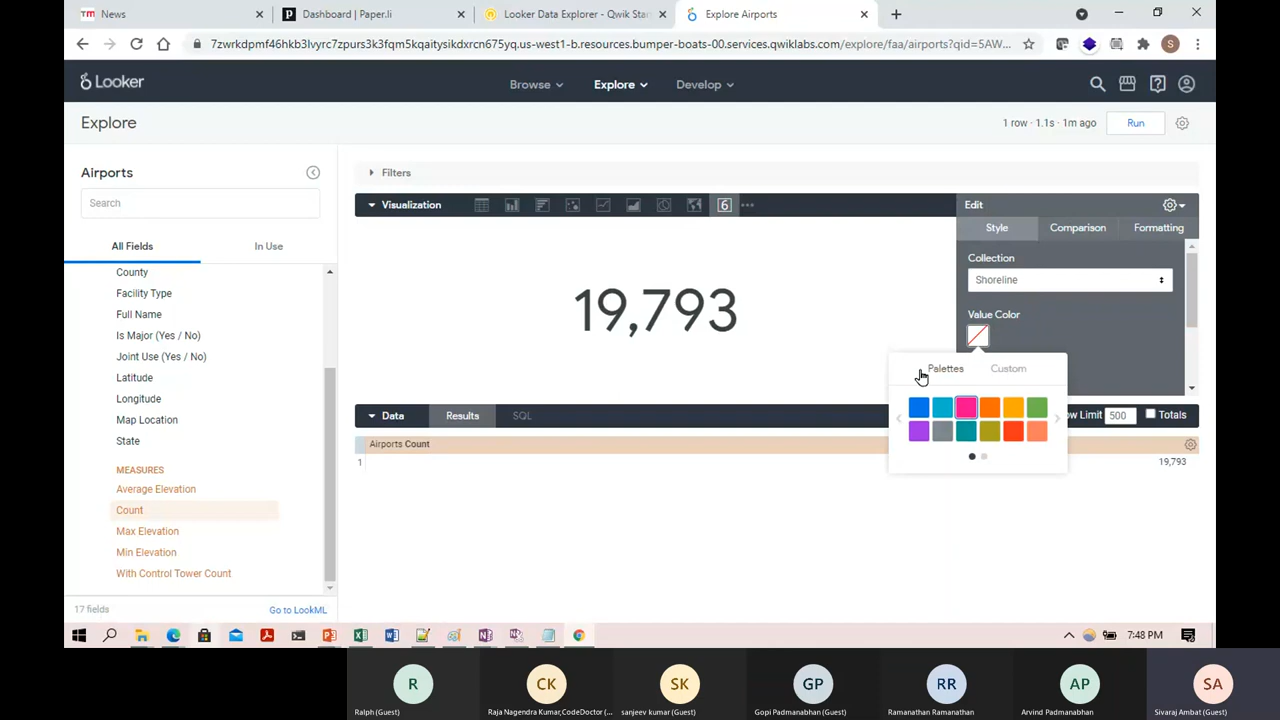 News
Dashboard | Paper.li
Looker Data Explorer - Qwik Star
Explore Airports
7zwrkdpmf46hkb3lvyrc7zpurs3k3fqm5kqaitysikdxrcn675yq.us-west1-b.resources.bumper-boats-00.services.qwiklabs.com/explore/faa/airports?qid=5AW...
S
Looker
Browse
Explore
Develop
Explore
1 row · 1.1s · 1m ago
Run
Airports
Search
All Fields
In Use
County
Facility Type
Full Name
Is Major (Yes / No)
Joint Use (Yes / No)
Latitude
Longitude
Map Location
State
MEASURES
Average Elevation
Count
Max Elevation
Min Elevation
With Control Tower Count
17 fields
Go to LookML
Filters
Visualization
6
Edit
Style
Comparison
Formatting
19,793
Collection
Shoreline
Value Color
Palettes
Custom
Data
Results
SQL
ow Limit
500
Totals
Airports Count
1
19,793
7:48 PM
R
Ralph (Guest)
CK
Raja Nagendra Kumar,CodeDoctor (...
SK
sanjeev kumar (Guest)
GP
Gopi Padmanabhan (Guest)
RR
Ramanathan Ramanathan
AP
Arvind Padmanabhan
SA
Sivaraj Ambat (Guest)